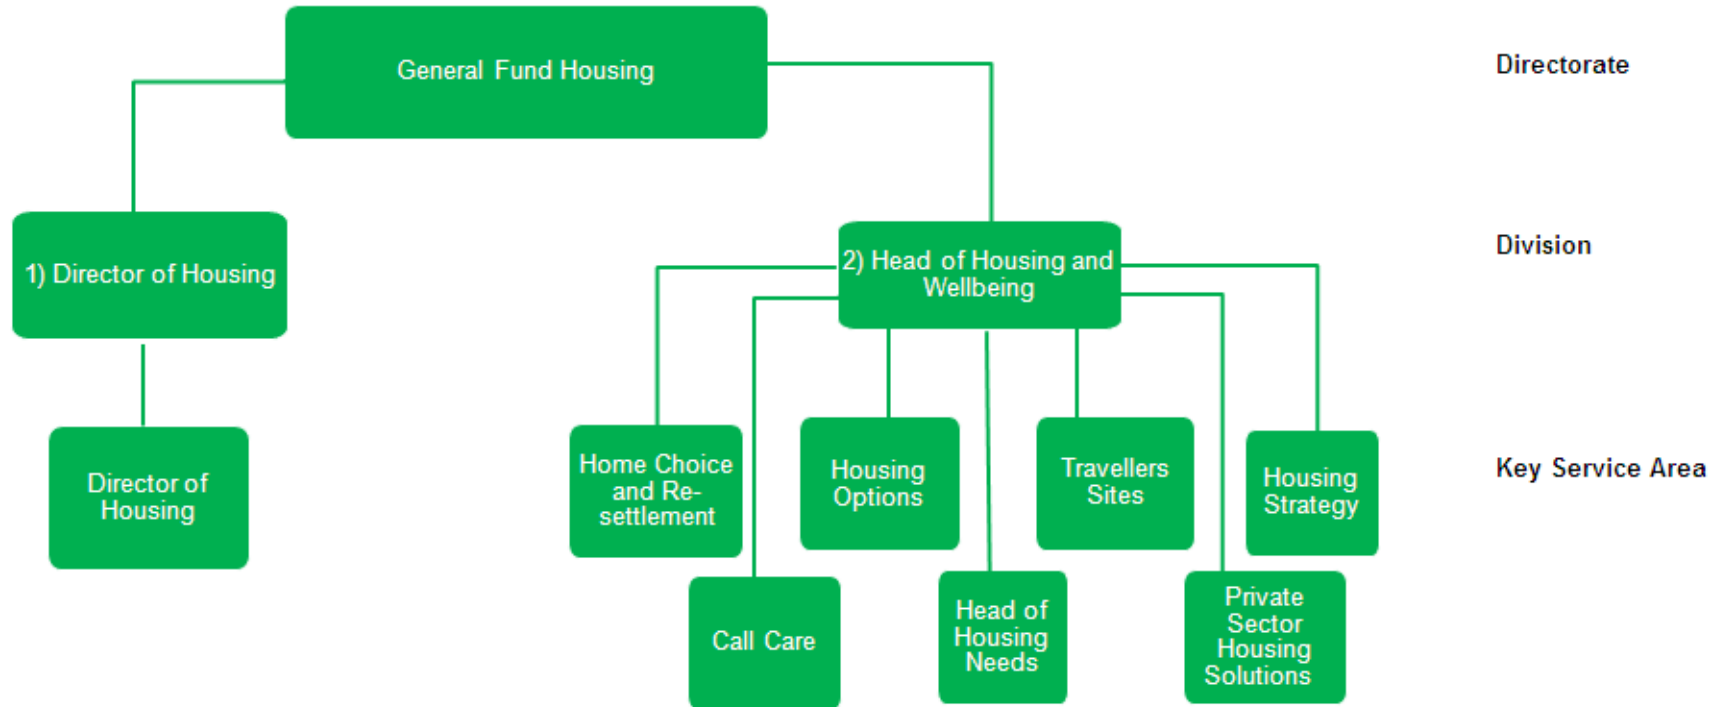 General Fund Housing
Directorate
1) Director of Housing
2) Head of Housing and
Wellbeing
Division
Director of
Housing
Home Choice
and Re-
settlement
Housing
Options
Travellers
Sites
Housing
Strategy
Key Service Area
Call Care
Head of
Housing
Needs
Private
Sector
Housing
Solutions